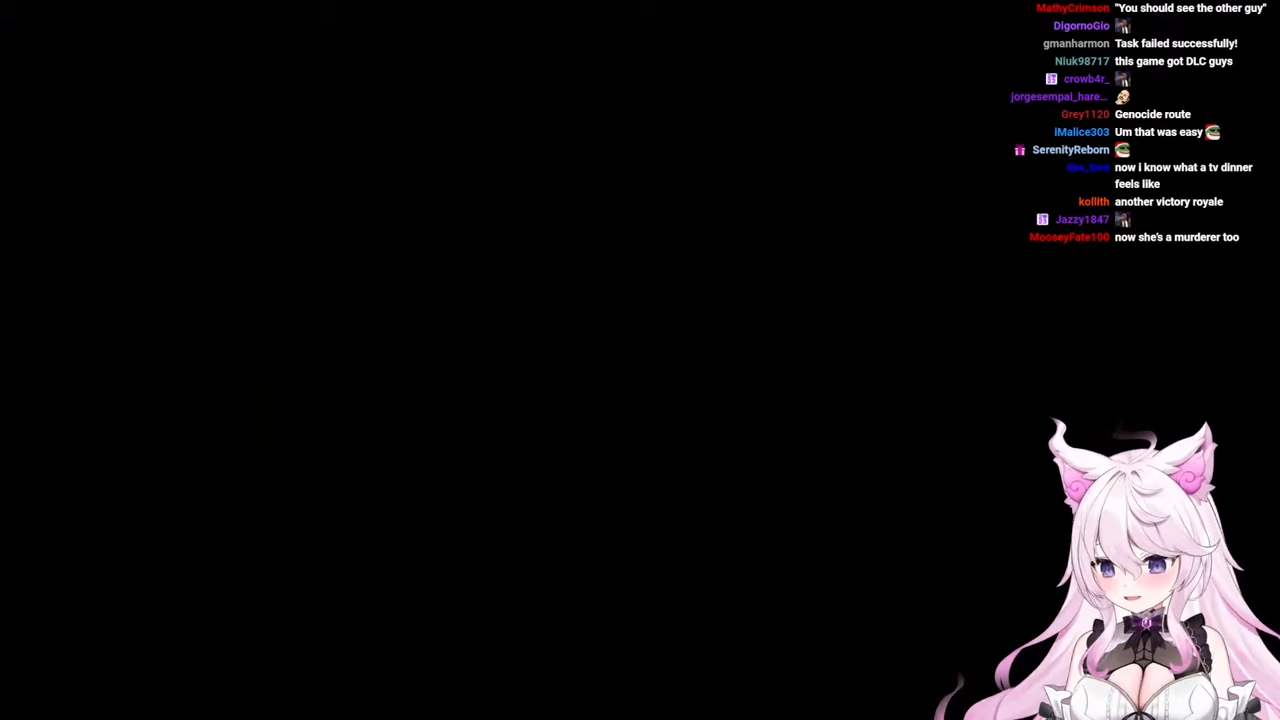 MathyCrimson "You should see the other guy"
DigornoGio
gmanharmon Task failed successfully!
Niuk98717 this game got DLC guys
crowb4r_
jorgesempal_hare...
Grey1120 Genocide route
iMalice303 Um that was easy
SerenityReborn
now i know what a tv dinner
feels like
kollith another victory royale
Jazzy1847
MooseyFate100 now she's a murderer too